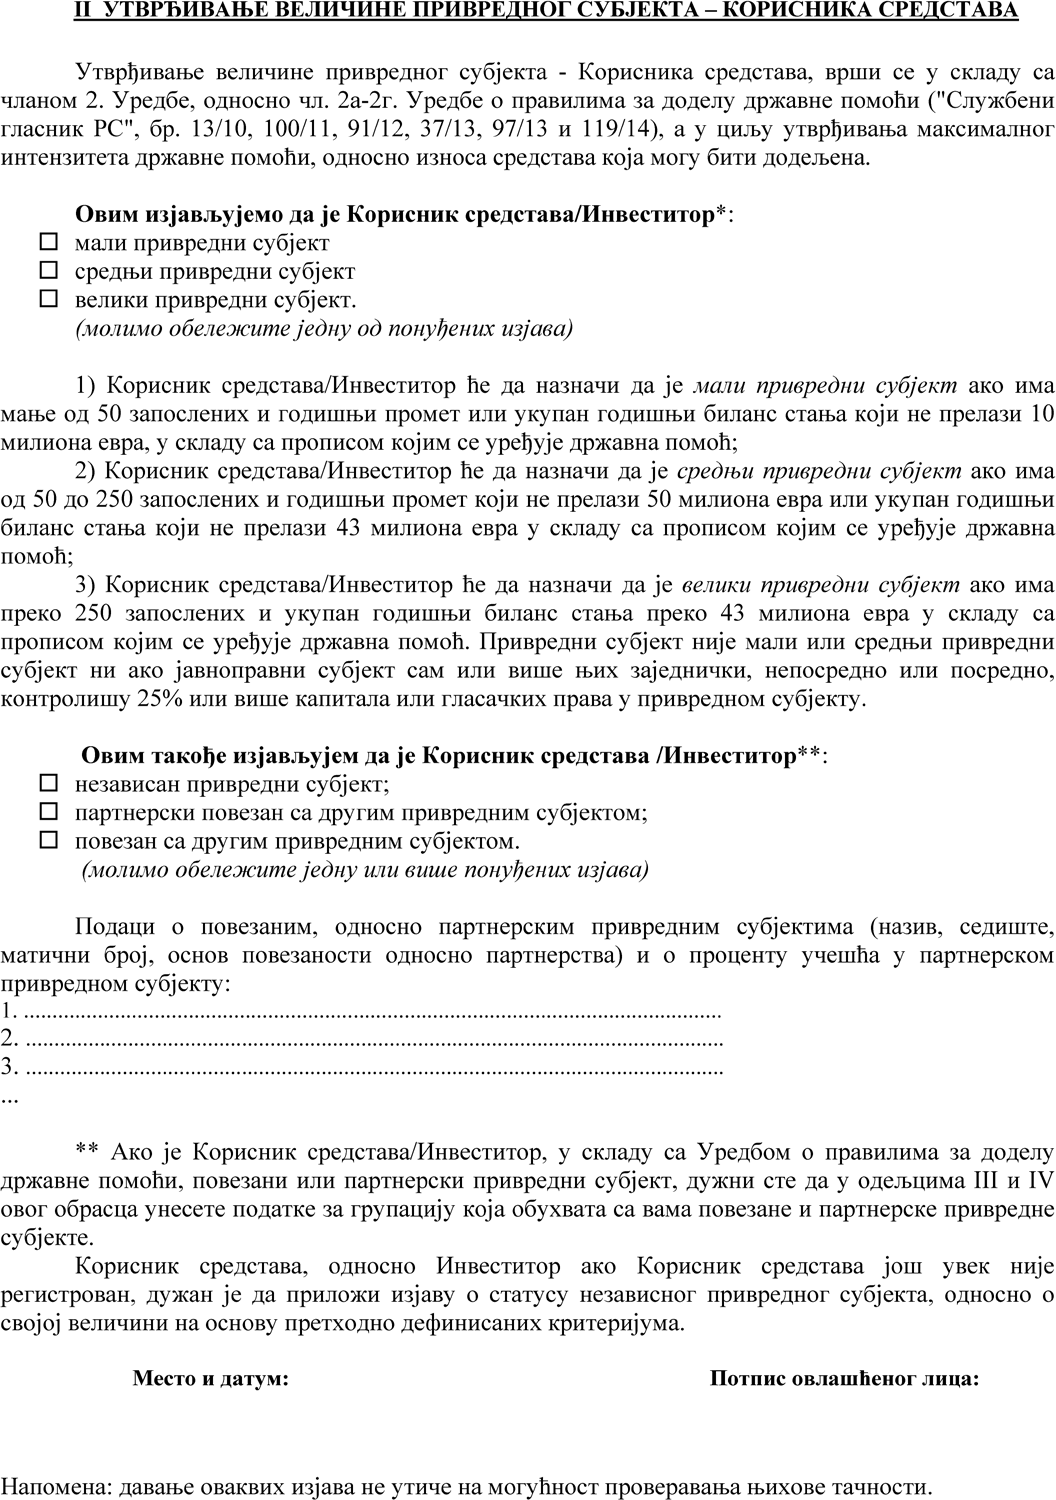 II УТВРЂИВАЊЕ ВЕЛИЧИНЕ ПРИВРЕДНОГ СУБЈЕКТА – КОРИСНИКА СРЕДСТАВА
Утврђивање величине привредног субјекта - Корисника средстава, врши се у складу са
чланом 2. Уредбе, односно чл. 2а-2г. Уредбе о правилима за доделу државне помоћи ("Службени
гласник РС", бр. 13/10, 100/11, 91/12, 37/13, 97/13 и 119/14), а у циљу утврђивања максималног
интензитета државне помоћи, односно износа средстава која могу бити додељена.
Овим изјављујемо да је Корисник средстава/Инвеститор*:
☐ мали привредни субјект
☐ средњи привредни субјект
☐ велики привредни субјект.
(молимо обележите једну од понуђених изјава)
1) Корисник средстава/Инвеститор ће да назначи да је мали привредни субјект ако има
мање од 50 запослених и годишњи промет или укупан годишњи биланс стања који не прелази 10
милиона евра, у складу са прописом којим се уређује државна помоћ;
2) Корисник средстава/Инвеститор ће да назначи да је средњи привредни субјект ако има
од 50 до 250 запослених и годишњи промет који не прелази 50 милиона евра или укупан годишњи
биланс стања који не прелази 43 милиона евра у складу са прописом којим се уређује државна
помоћ;
3) Корисник средстава/Инвеститор ће да назначи да је велики привредни субјект ако има
преко 250 запослених и укупан годишњи биланс стања преко 43 милиона евра у складу са
прописом којим се уређује државна помоћ. Привредни субјект није мали или средњи привредни
субјект ни ако јавноправни субјект сам или више њих заједнички, непосредно или посредно,
контролишу 25% или више капитала или гласачких права у привредном субјекту.
Овим такође изјављујем да је Корисник средстава /Инвеститор**:
☐ независан привредни субјект;
☐ партнерски повезан са другим привредним субјектом;
☐ повезан са другим привредним субјектом.
(молимо обележите једну или више понуђених изјава)
Подаци о повезаним, односно партнерским привредним субјектима (назив, седиште,
матични број, основ повезаности односно партнерства) и о проценту учешћа у партнерском
привредном субјекту:
1. ..........................................................................................................................
2. ..........................................................................................................................
3. ..........................................................................................................................
...
** Ако је Корисник средстава/Инвеститор, у складу са Уредбом о правилима за доделу
државне помоћи, повезани или партнерски привредни субјект, дужни сте да у одељцима III и IV
овог обрасца унесете податке за групацију која обухвата са вама повезане и партнерске привредне
субјекте.
Корисник средстава, односно Инвеститор ако Корисник средстава још увек није
регистрован, дужан је да приложи изјаву о статусу независног привредног субјекта, односно о
својој величини на основу претходно дефинисаних критеријума.
Место и датум: Потпис овлашћеног лица:
Напомена: давање оваквих изјава не утиче на могућност проверавања њихове тачности.